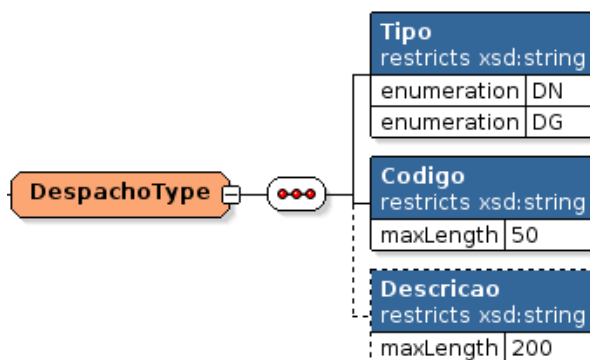 Tipo
restricts xsd:string
enumeration DN
enumeration DG
DespachoType
Codigo
restricts xsd:string
maxLength 50
Descricao
restricts xsd:string
maxLength 200